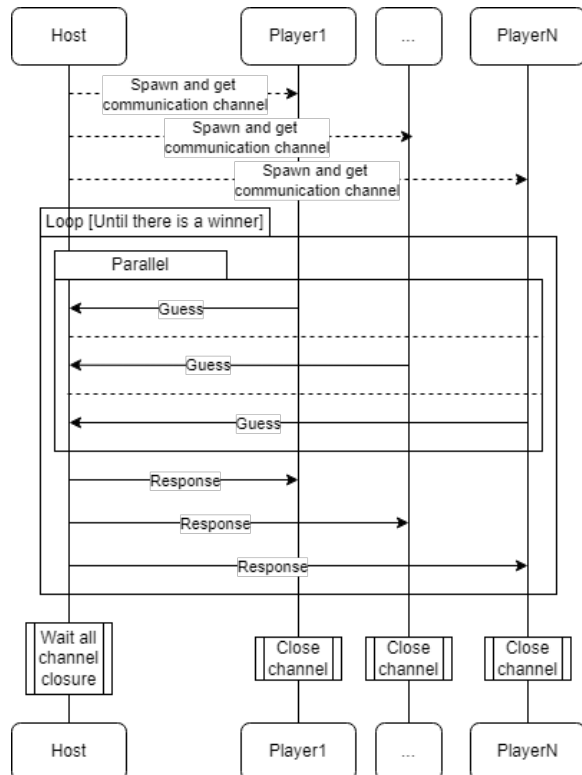 Host
Player1
...
PlayerN
Spawn and get
communication channel
Spawn and get
communication channel
Spawn and get
communication channel
Loop [Until there is a winner]
Parallel
Guess
Guess
Guess
Response
Response
Response
Wait all
channel
closure
Close
channel
Close
channel
Close
channel
Host
Player1
...
PlayerN